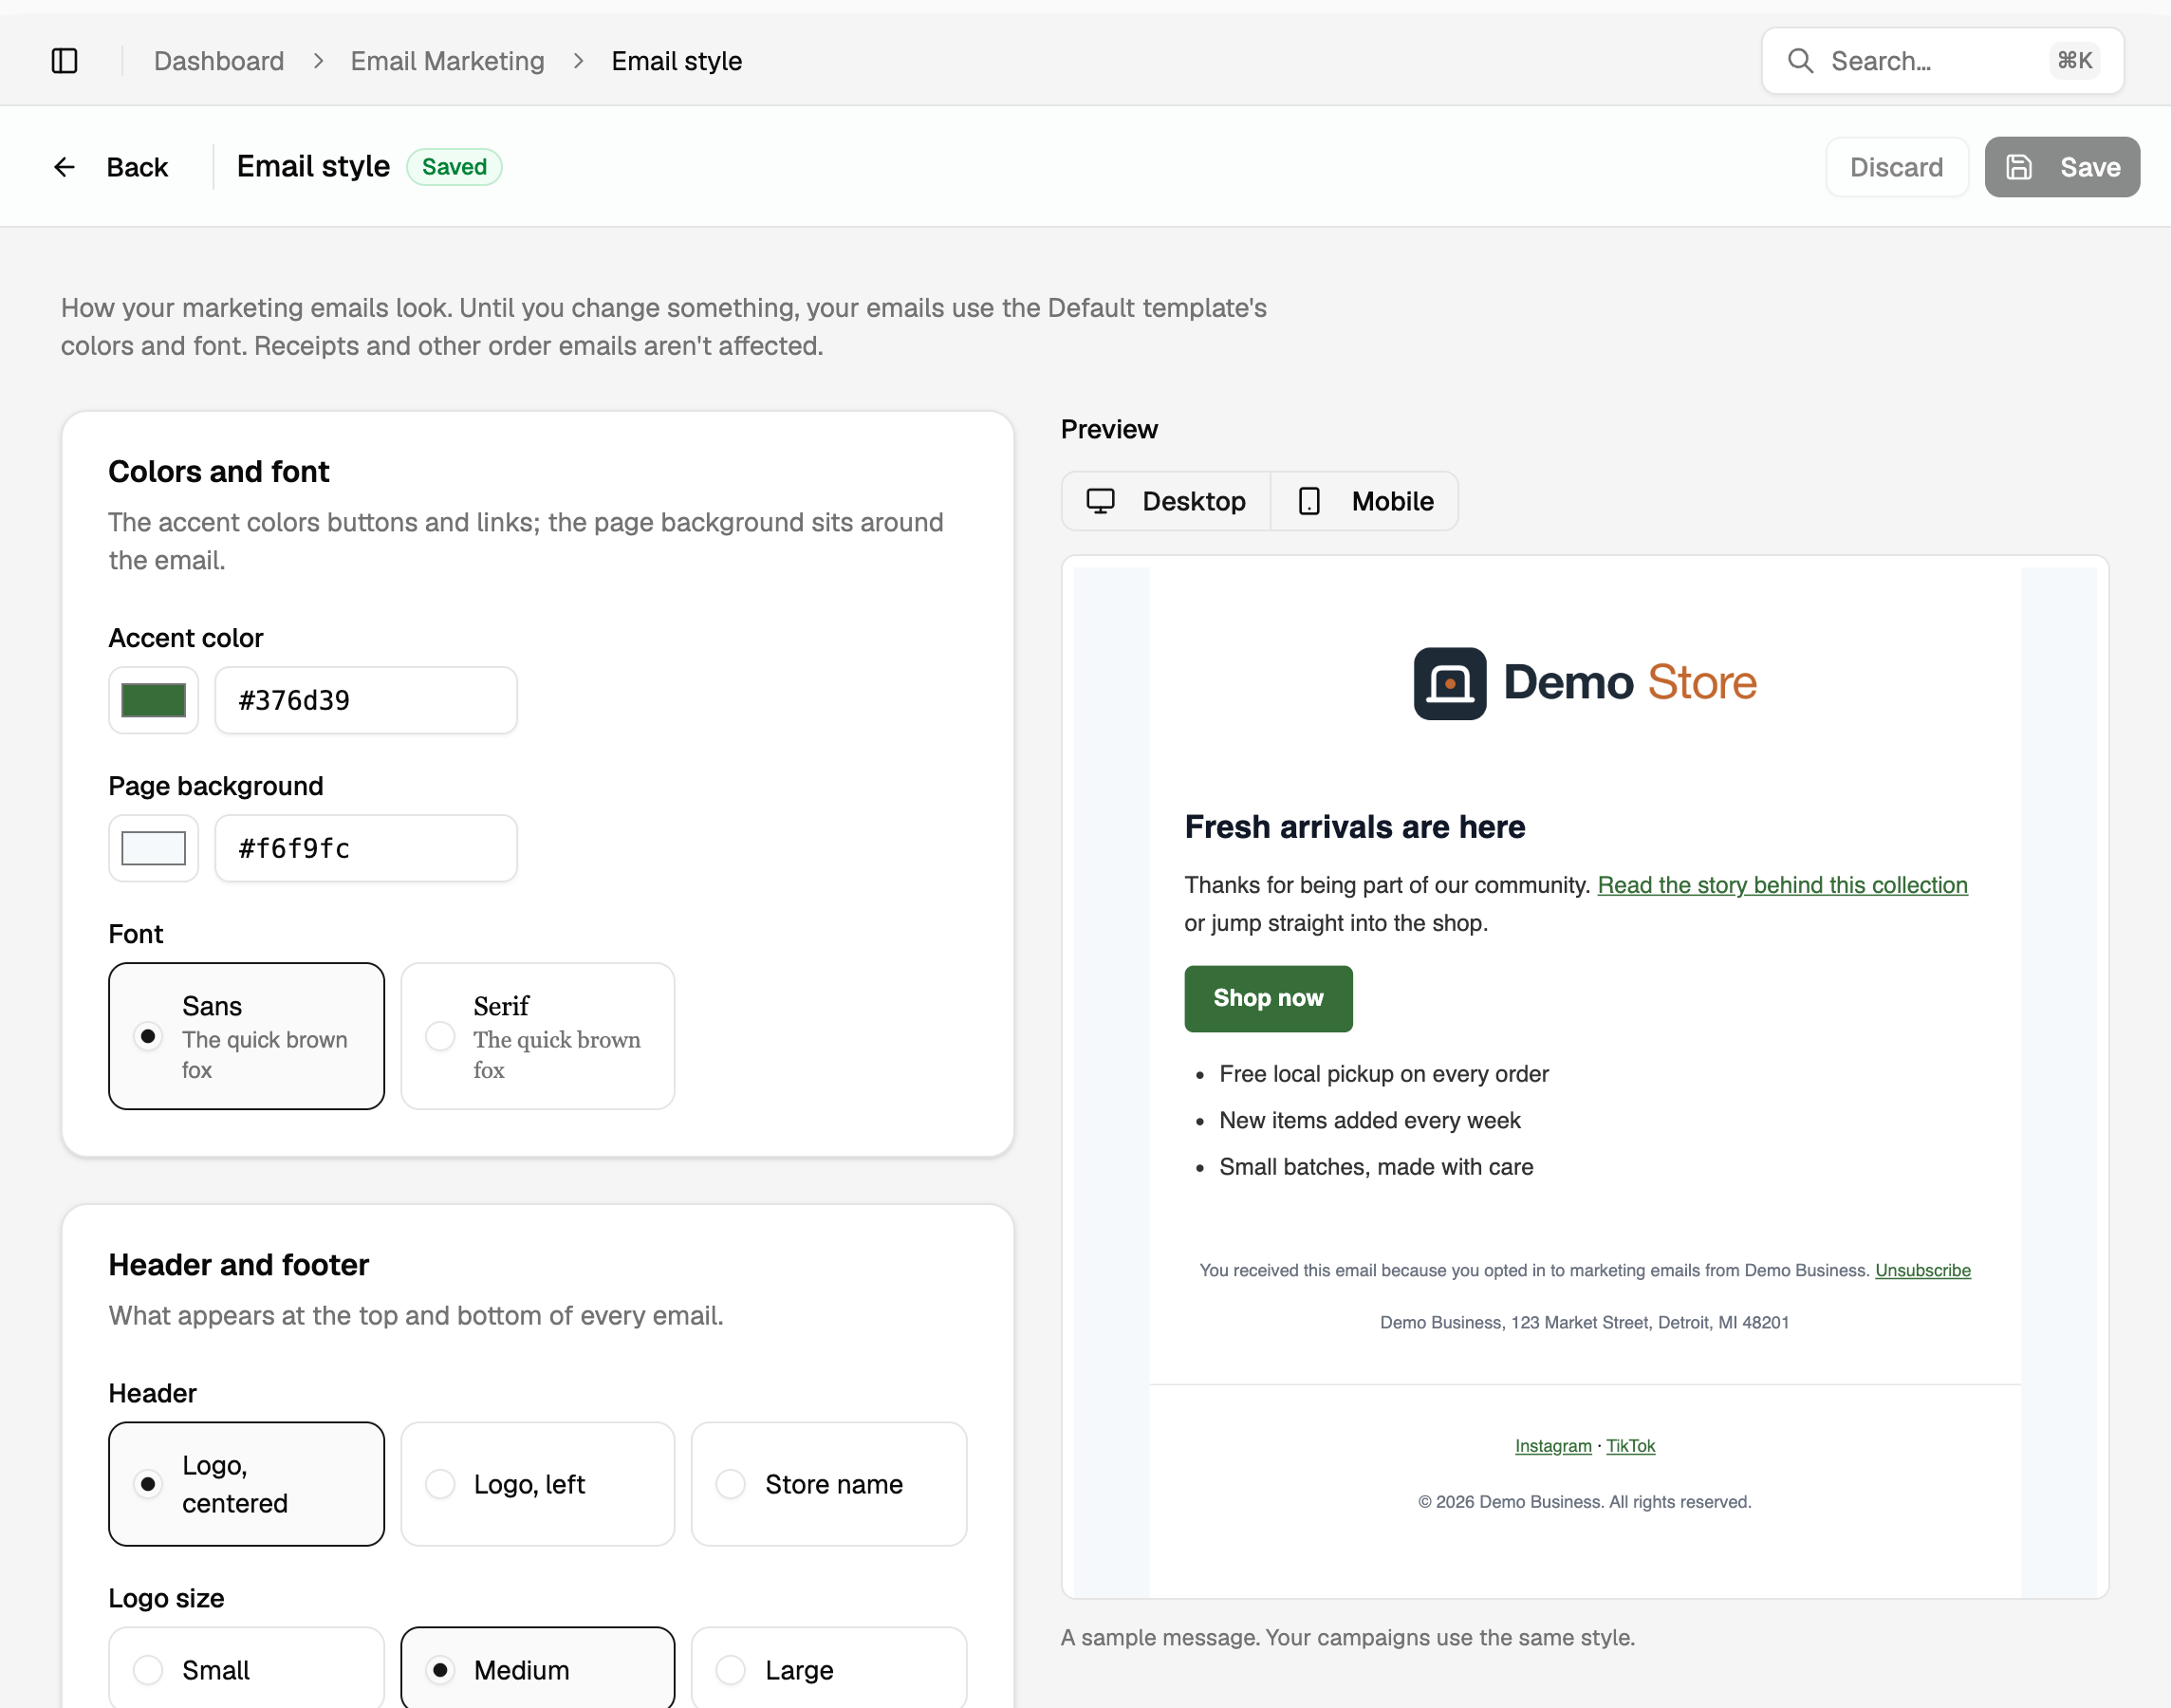 Dashboard > Email Marketing > Email style
Search... ⌘K
Back
Email style
Saved
Discard
Save
How your marketing emails look. Until you change something, your emails use the Default template's
colors and font. Receipts and other order emails aren't affected.
Colors and font
The accent colors buttons and links; the page background sits around
the email.
Accent color
#376d39
Page background
#f6f9fc
Font
Sans
The quick brown
fox
Serif
The quick brown
fox
Header and footer
What appears at the top and bottom of every email.
Header
Logo,
centered
Logo, left
Store name
Logo size
Small
Medium
Large
Preview
Desktop
Mobile
Demo Store
Fresh arrivals are here
Thanks for being part of our community. Read the story behind this collection
or jump straight into the shop.
Shop now
• Free local pickup on every order
• New items added every week
• Small batches, made with care
You received this email because you opted in to marketing emails from Demo Business. Unsubscribe
Demo Business, 123 Market Street, Detroit, MI 48201
Instagram · TikTok
© 2026 Demo Business. All rights reserved.
A sample message. Your campaigns use the same style.